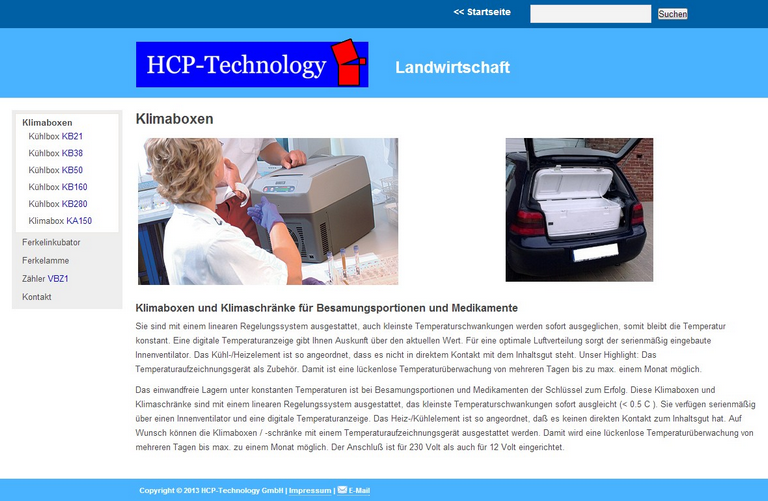 << Startseite
Suchen
HCP-Technology
Landwirtschaft
Klimaboxen
Kühlbox KB21
Kühlbox KB38
Kühlbox KB50
Kühlbox KB160
Kühlbox KB280
Klimabox KA150
Ferkelinkubator
Ferkelamme
Zähler VBZ1
Kontakt
Klimaboxen
Klimaboxen und Klimaschränke für Besamungsportionen und Medikamente
Sie sind mit einem linearen Regelungssystem ausgestattet, auch kleinste Temperaturschwankungen werden sofort ausgeglichen, somit bleibt die Temperatur
konstant. Eine digitale Temperaturanzeige gibt Ihnen Auskunft über den aktuellen Wert. Für eine optimale Luftverteilung sorgt der serienmäßig eingebaute
Innenventilator. Das Kühl-/Heizelement ist so angeordnet, dass es nicht in direktem Kontakt mit dem Inhaltsgut steht. Unser Highlight: Das
Temperaturaufzeichnungsgerät als Zubehör. Damit ist eine lückenlose Temperaturüberwachung von mehreren Tagen bis zu max. einem Monat möglich.
Das einwandfreie Lagern unter konstanten Temperaturen ist bei Besamungsportionen und Medikamenten der Schlüssel zum Erfolg. Diese Klimaboxen und
Klimaschränke sind mit einem linearen Regelungssystem ausgestattet, das kleinste Temperaturschwankungen sofort ausgleicht (< 0.5 C ). Sie verfügen serienmäßig
über einen Innenventilator und eine digitale Temperaturanzeige. Das Heiz-/Kühlelement ist so angeordnet, daß es keinen direkten Kontakt zum Inhaltsgut hat. Auf
Wunsch können die Klimaboxen / -schränke mit einem Temperaturaufzeichnungsgerät ausgestattet werden. Damit wird eine lückenlose Temperaturüberwachung von
mehreren Tagen bis max. zu einem Monat möglich. Der Anschluß ist für 230 Volt als auch für 12 Volt eingerichtet.
Copyright © 2013 HCP-Technology GmbH | Impressum | E-Mail